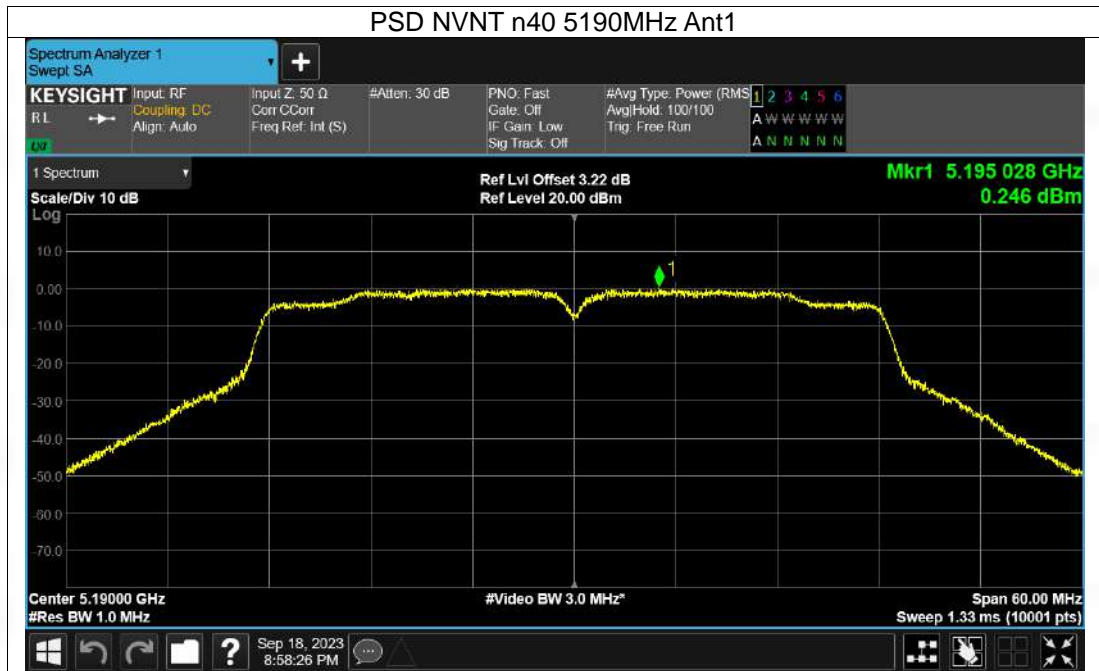 PSD NVNT n40 5190MHz Ant1
Spectrum Analyzer 1
Swept SA
KEYSIGHT
R L
LXI
Input: RF
Coupling: DC
Align: Auto
Input Z: 50 Ω
Corr CCorr
Freq Ref: Int (S)
#Atten: 30 dB
PNO: Fast
Gate: Off
IF Gain: Low
Sig Track: Off
#Avg Type: Power (RMS
Avg|Hold: 100/100
Trig: Free Run
1 2 3 4 5 6
A W W W W W
A N N N N N
1 Spectrum
Scale/Div 10 dB
Log
Ref Lvl Offset 3.22 dB
Ref Level 20.00 dBm
Mkr1 5.195 028 GHz
0.246 dBm
10.0
0.00
-10.0
-20.0
-30.0
-40.0
-50.0
-60.0
-70.0
1
Center 5.19000 GHz
#Res BW 1.0 MHz
#Video BW 3.0 MHz*
Span 60.00 MHz
Sweep 1.33 ms (10001 pts)
?
Sep 18, 2023
8:58:26 PM